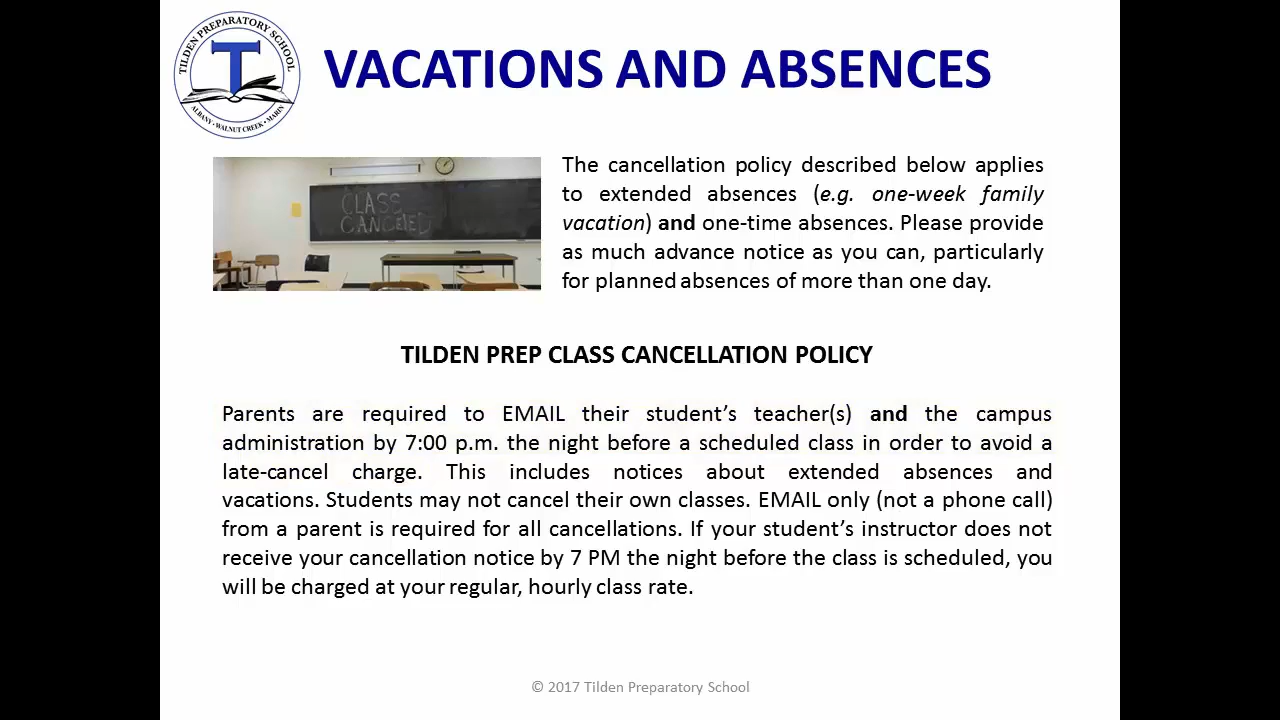 TILDEN PREPARATORY SCHOOL
T
ALBANY · WALNUT CREEK · MARIN
VACATIONS AND ABSENCES
CLASS
CANCELED
The cancellation policy described below applies
to extended absences (e.g. one-week family
vacation) and one-time absences. Please provide
as much advance notice as you can, particularly
for planned absences of more than one day.
TILDEN PREP CLASS CANCELLATION POLICY
Parents are required to EMAIL their student’s teacher(s) and the campus
administration by 7:00 p.m. the night before a scheduled class in order to avoid a
late-cancel charge. This includes notices about extended absences and
vacations. Students may not cancel their own classes. EMAIL only (not a phone call)
from a parent is required for all cancellations. If your student’s instructor does not
receive your cancellation notice by 7 PM the night before the class is scheduled, you
will be charged at your regular, hourly class rate.
© 2017 Tilden Preparatory School